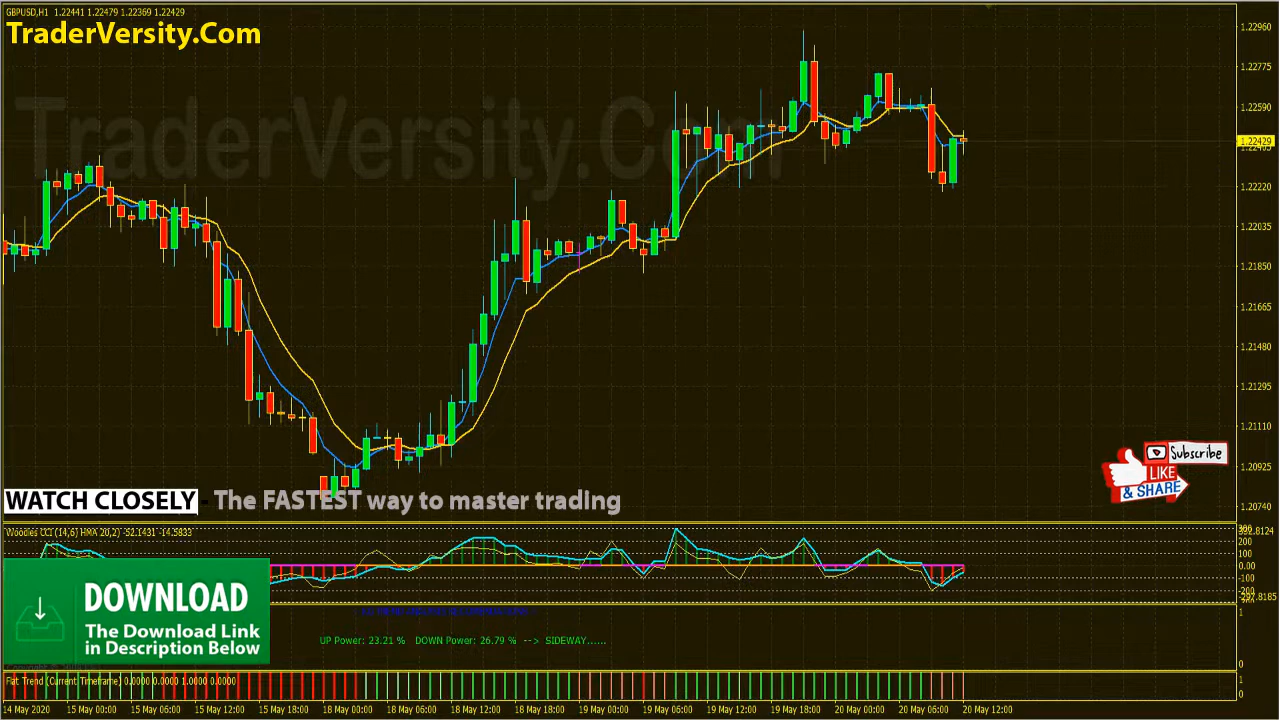 GBPUSD,H1 1.22441 1.22479 1.22369 1.22429
TraderVersity.Com
TraderVersity.Com
1.22960
1.22775
1.22590
1.22429
1.22405
1.22220
1.22035
1.21850
1.21665
1.21480
1.21295
1.21110
1.20925
1.20740
Subscribe
LIKE
& SHARE
WATCH CLOSELY - The FASTEST way to master trading
Woodies CCI (14,6) HMA 20,2) -52.1431 -14.5833
200
100
0.00
-100
-200
DOWNLOAD
The Download Link
in Description Below
UP Power: 23.21 % DOWN Power: 26.79 % --> SIDEWAY......
1
0
Flat Trend (Current Timeframe) 0.0000 0.0000 1.0000 0.0000
1
0
14 May 2020 15 May 00:00 15 May 06:00 15 May 12:00 15 May 18:00 18 May 00:00 18 May 06:00 18 May 12:00 18 May 18:00 19 May 00:00 19 May 06:00 19 May 12:00 19 May 18:00 20 May 00:00 20 May 06:00 20 May 12:00